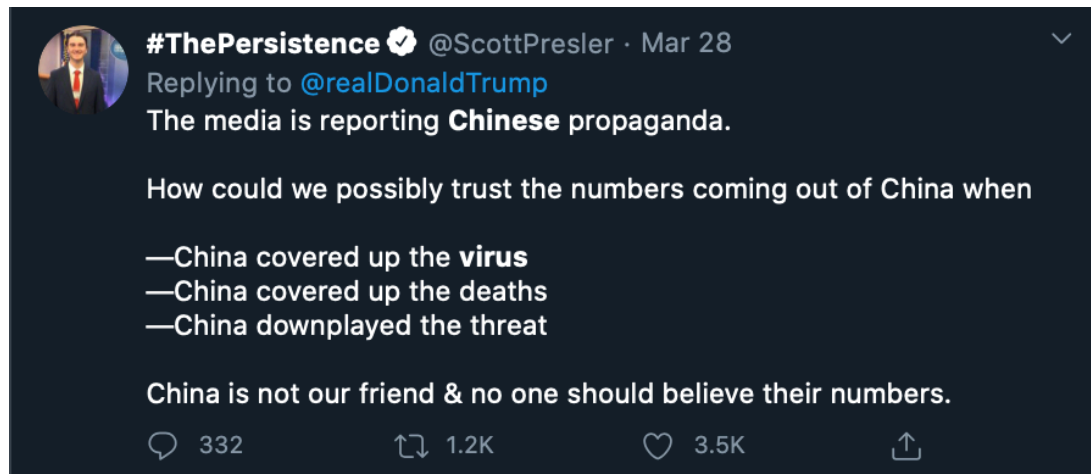 #ThePersistence @ScottPresler · Mar 28
Replying to @realDonaldTrump
The media is reporting Chinese propaganda.
How could we possibly trust the numbers coming out of China when
—China covered up the virus
—China covered up the deaths
—China downplayed the threat
China is not our friend & no one should believe their numbers.
332 1.2K 3.5K